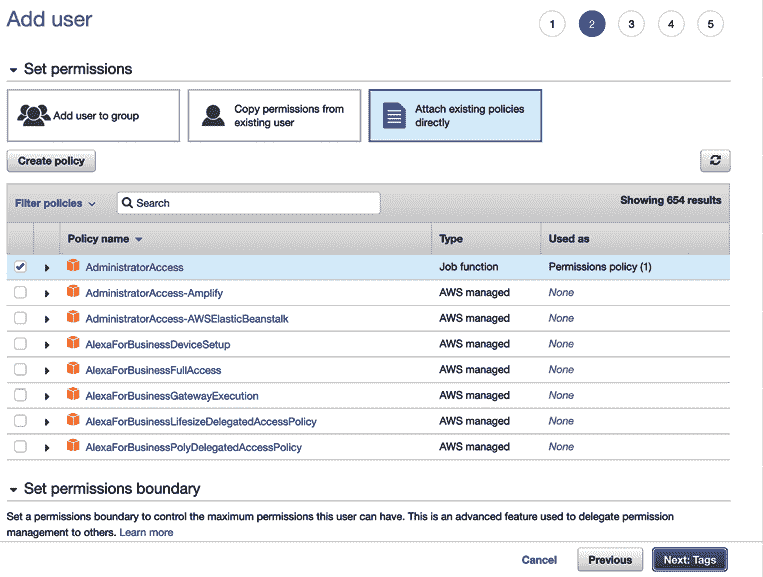 Add user
1 2 3 4 5
Set permissions
Add user to group
Copy permissions from
existing user
Attach existing policies
directly
Create policy
Filter policies
Search
Showing 654 results
Policy name Type Used as
AdministratorAccess Job function Permissions policy (1)
AdministratorAccess-Amplify AWS managed None
AdministratorAccess-AWSElasticBeanstalk AWS managed None
AlexaForBusinessDeviceSetup AWS managed None
AlexaForBusinessFullAccess AWS managed None
AlexaForBusinessGatewayExecution AWS managed None
AlexaForBusinessLifesizeDelegatedAccessPolicy AWS managed None
AlexaForBusinessPolyDelegatedAccessPolicy AWS managed None
Set permissions boundary
Set a permissions boundary to control the maximum permissions this user can have. This is an advanced feature used to delegate permission
management to others. Learn more
Cancel Previous Next: Tags